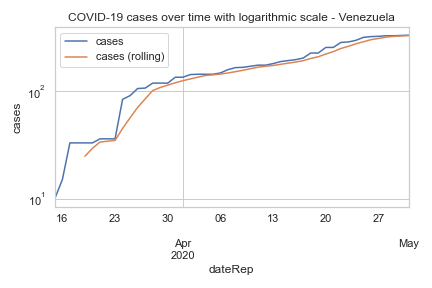 COVID-19 cases over time with logarithmic scale - Venezuela
cases
cases (rolling)
cases
10²
10¹
16 23 30 06 13 20 27
Apr May
2020
dateRep